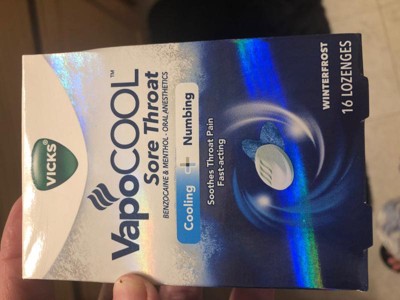 VICKS
VapoCOOL™
Sore Throat
BENZOCAINE & MENTHOL - ORAL ANESTHETICS
Cooling + Numbing
Soothes Throat Pain
Fast-acting
WINTERFROST
16 LOZENGES